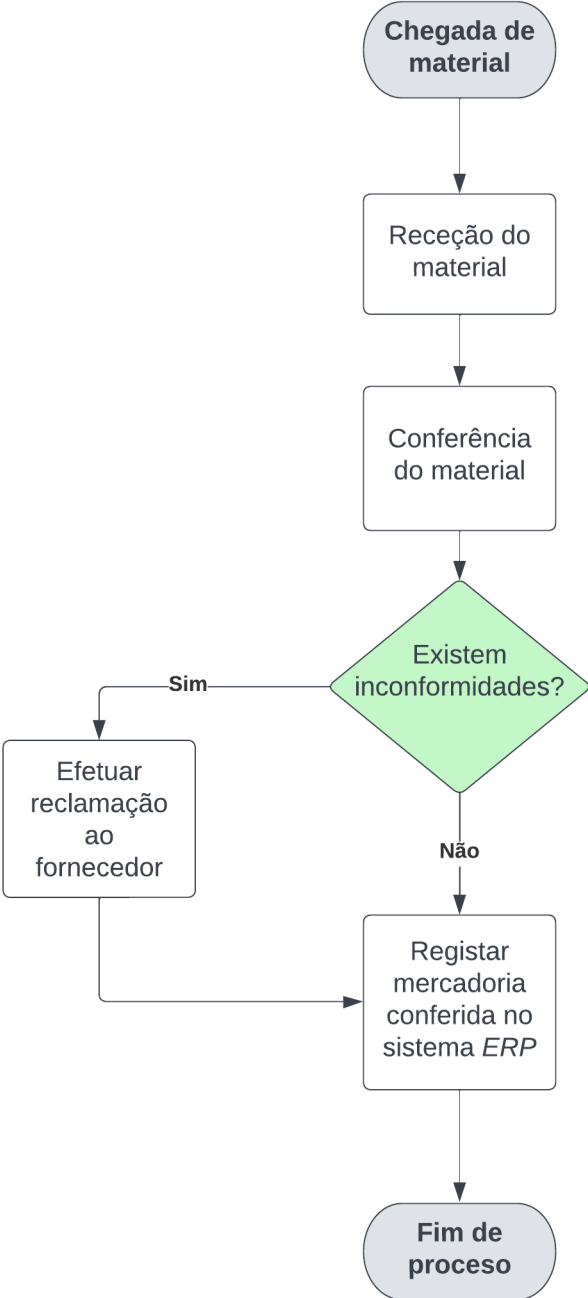 Chegada de
material
Receção do
material
Conferência
do material
Existem
inconformidades?
Sim
Efetuar
reclamação
ao
fornecedor
Não
Registar
mercadoria
conferida no
sistema ERP
Fim de
proceso